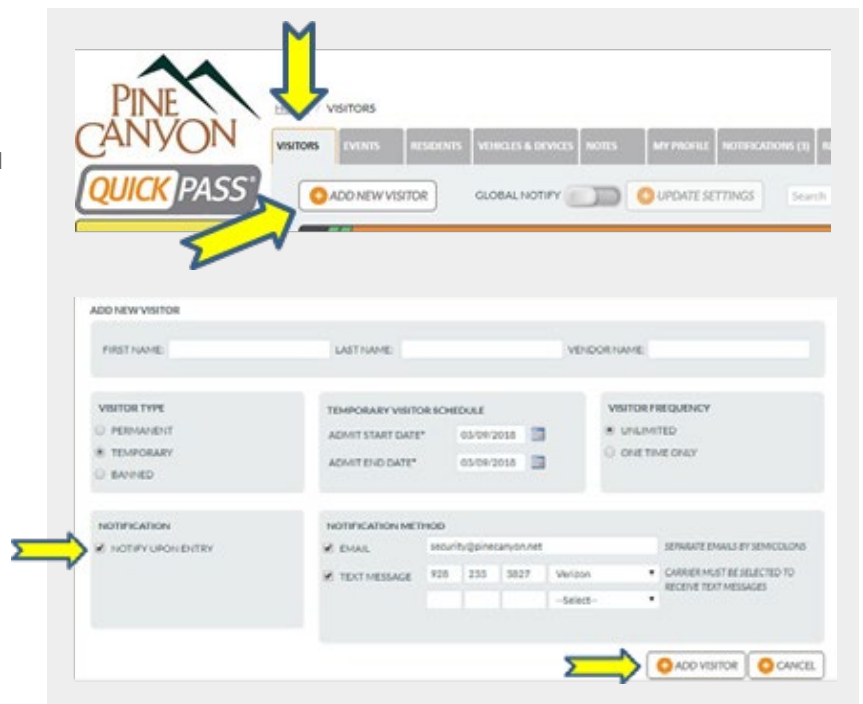 PINE
CANYON
QUICK PASS®
/ VISITORS
VISITORS EVENTS RESIDENTS VEHICLES & DEVICES NOTES MY PROFILE NOTIFICATIONS (3)
ADD NEW VISITOR GLOBAL NOTIFY UPDATE SETTINGS Search
ADD NEW VISITOR
FIRST NAME: LAST NAME: VENDOR NAME:
VISITOR TYPE
PERMANENT
TEMPORARY
BANNED
TEMPORARY VISITOR SCHEDULE
ADMIT START DATE* 03/09/2018
ADMIT END DATE* 03/09/2018
VISITOR FREQUENCY
UNLIMITED
ONE TIME ONLY
NOTIFICATION
NOTIFY UPON ENTRY
NOTIFICATION METHOD
EMAIL security@pinecanyon.net SEPARATE EMAILS BY SEMICOLONS
TEXT MESSAGE 928 233 3827 Verizon CARRIER MUST BE SELECTED TO
RECEIVE TEXT MESSAGES
--Select--
ADD VISITOR CANCEL